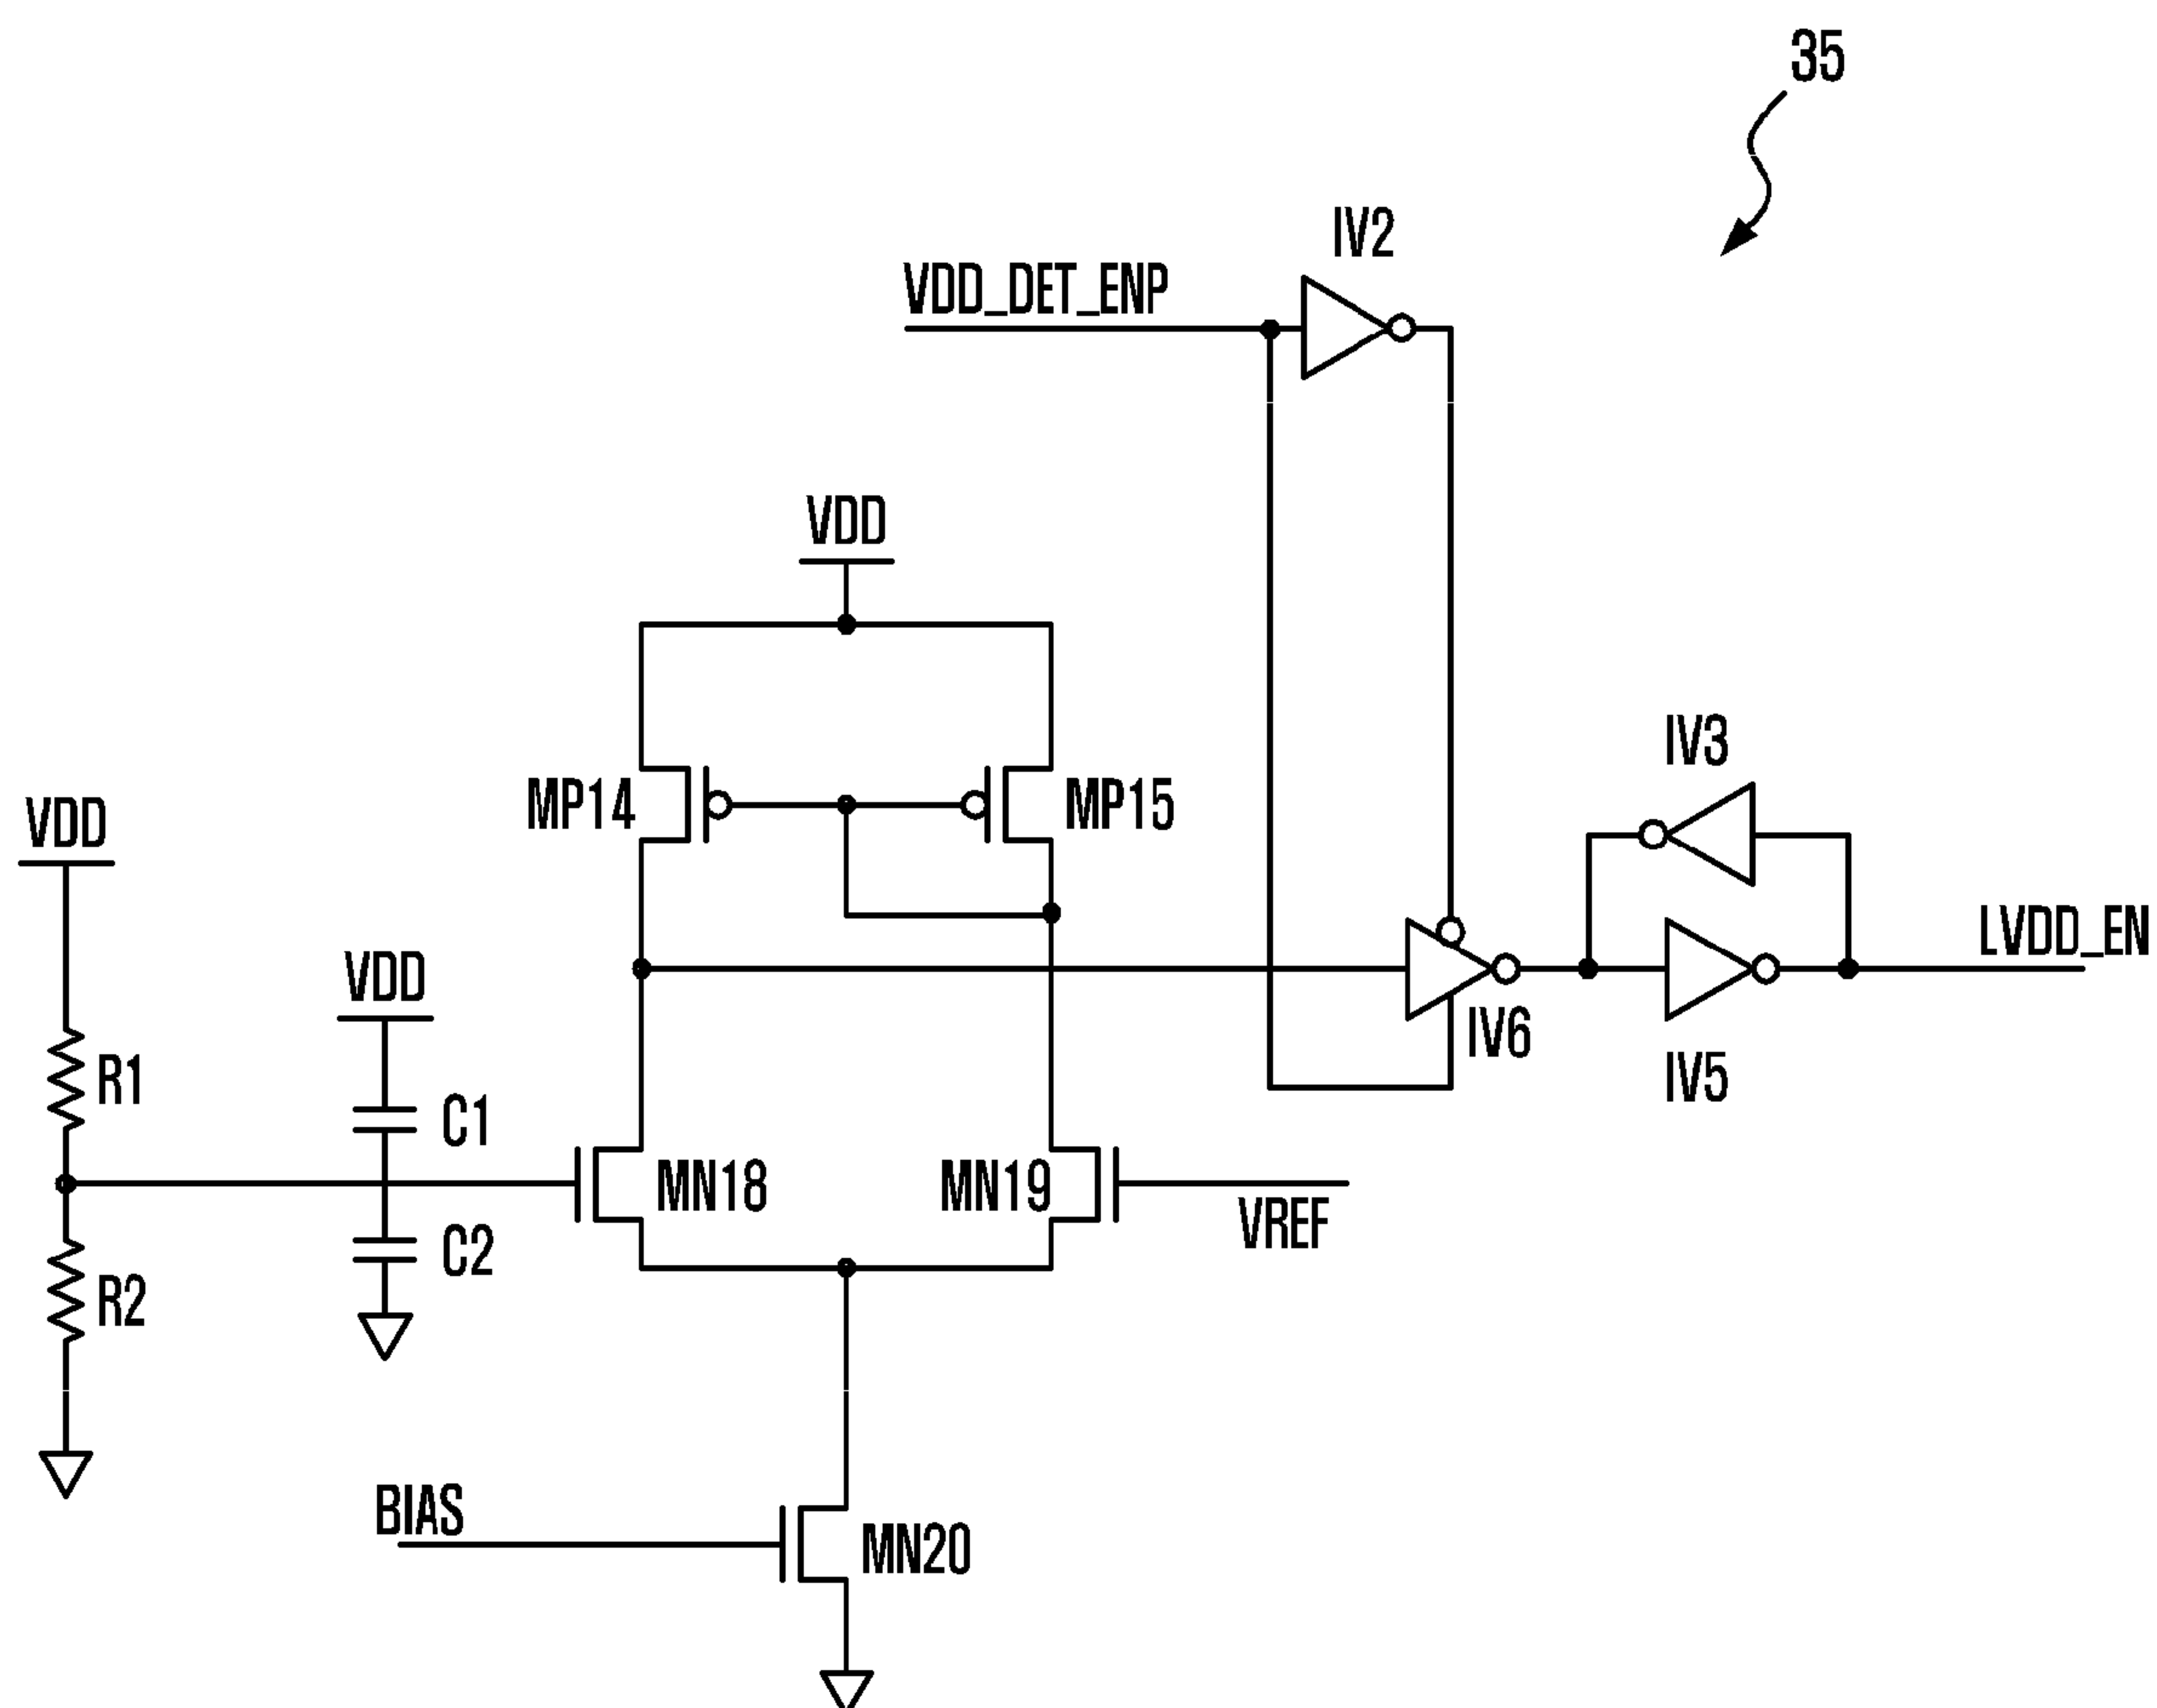 35
IV2
VDD_DET_ENP
VDD
IV3
MP14
MP15
VDD
LVDD_EN
VDD
IV6
R1
IV5
C1
MN18
MN19
VREF
C2
R2
BIAS
MN20